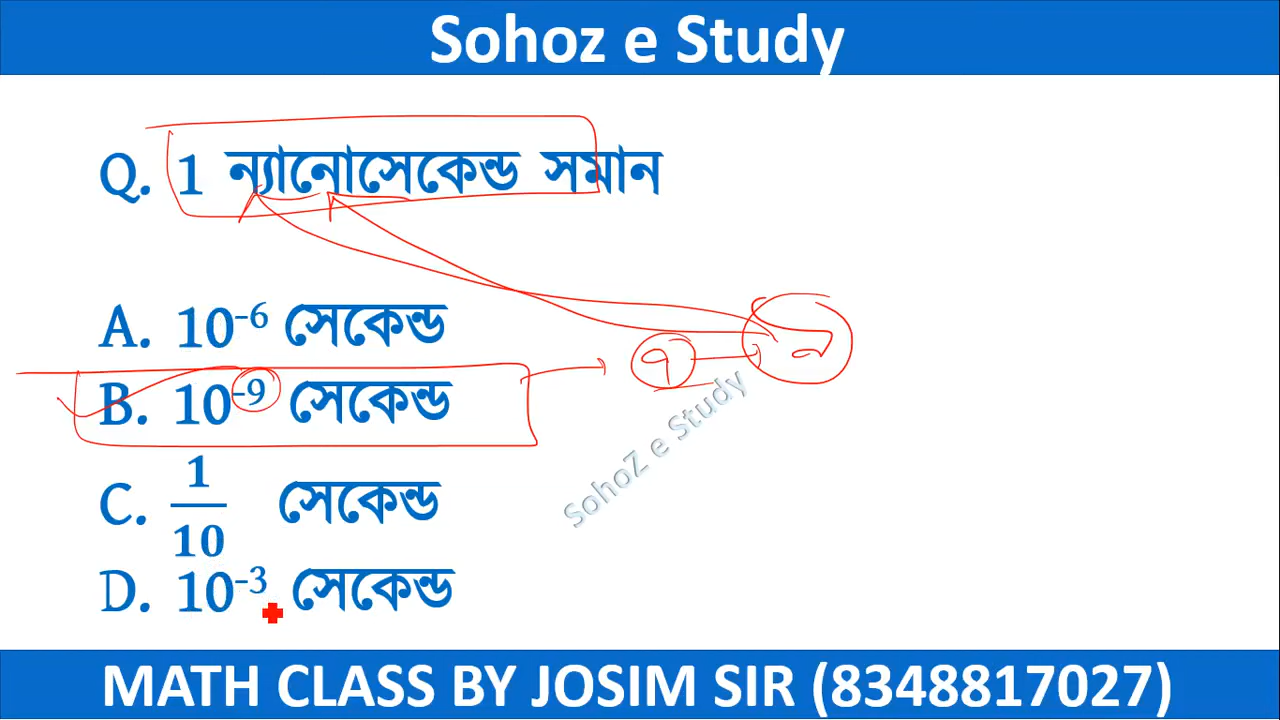 Sohoz e Study
Q. 1 ন্যানোসেকেন্ড সমান
A. 10⁻⁶ সেকেন্ড
B. 10⁻⁹ সেকেন্ড
C. 1/10 সেকেন্ড
D. 10⁻³ সেকেন্ড
SohoZ e Study
MATH CLASS BY JOSIM SIR (8348817027)